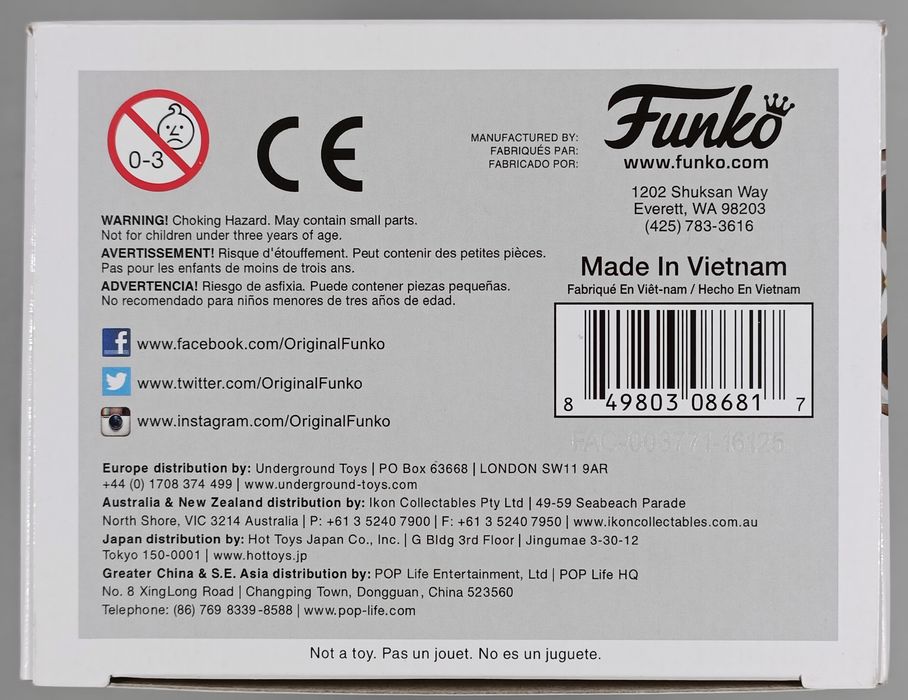 0-3
CE
MANUFACTURED BY:
FABRIQUÉS PAR:
FABRICADO POR:
Funko
www.funko.com
1202 Shuksan Way
Everett, WA 98203
(425) 783-3616
WARNING! Choking Hazard. May contain small parts.
Not for children under three years of age.
AVERTISSEMENT! Risque d'étouffement. Peut contenir des petites pièces.
Pas pour les enfants de moins de trois ans.
ADVERTENCIA! Riesgo de asfixia. Puede contener piezas pequeñas.
No recomendado para niños menores de tres años de edad.
Made In Vietnam
Fabriqué En Viêt-nam / Hecho En Vietnam
8 49803 08681 7
FAC-003771-16125
www.facebook.com/OriginalFunko
www.twitter.com/OriginalFunko
www.instagram.com/OriginalFunko
Europe distribution by: Underground Toys | PO Box 63668 | LONDON SW11 9AR
+44 (0) 1708 374 499 | www.underground-toys.com
Australia & New Zealand distribution by: Ikon Collectables Pty Ltd | 49-59 Seabeach Parade
North Shore, VIC 3214 Australia | P: +61 3 5240 7900 | F: +61 3 5240 7950 | www.ikoncollectables.com.au
Japan distribution by: Hot Toys Japan Co., Inc. | G Bldg 3rd Floor | Jingumae 3-30-12
Tokyo 150-0001 | www.hottoys.jp
Greater China & S.E. Asia distribution by: POP Life Entertainment, Ltd | POP Life HQ
No. 8 XingLong Road | Changping Town, Dongguan, China 523560
Telephone: (86) 769 8339-8588 | www.pop-life.com
Not a toy. Pas un jouet. No es un juguete.